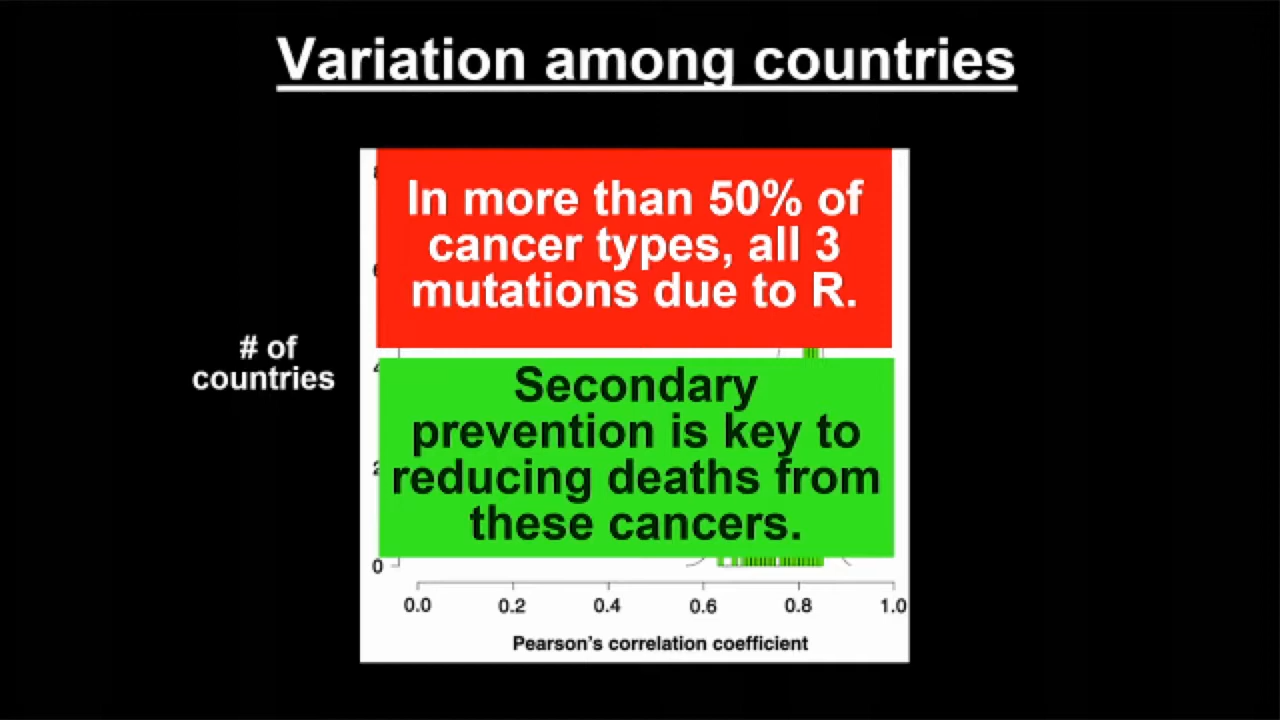 Variation among countries
In more than 50% of
cancer types, all 3
mutations due to R.
# of
countries
Secondary
prevention is key to
reducing deaths from
these cancers.
0
0.0 0.2 0.4 0.6 0.8 1.0
Pearson's correlation coefficient